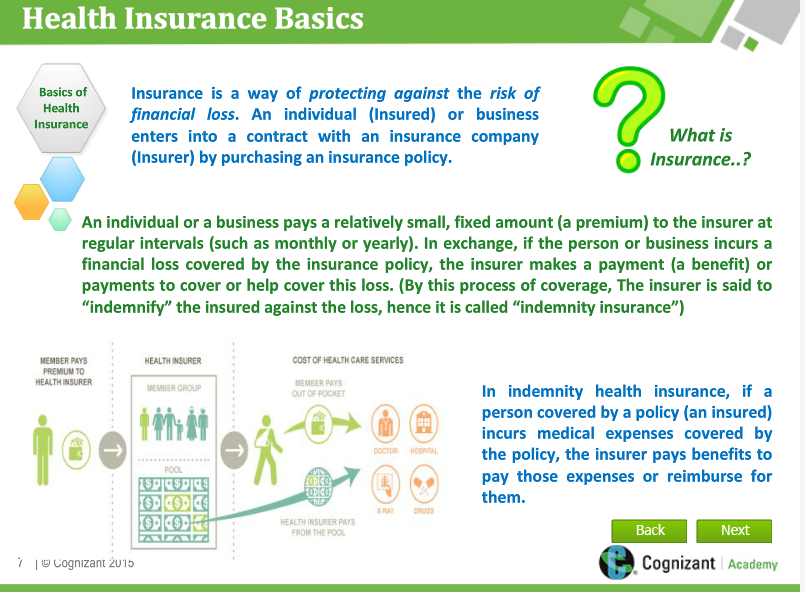 Health Insurance Basics
Basics of
Health
Insurance
Insurance is a way of protecting against the risk of
financial loss. An individual (Insured) or business
enters into a contract with an insurance company
(Insurer) by purchasing an insurance policy.
What is
Insurance..?
An individual or a business pays a relatively small, fixed amount (a premium) to the insurer at
regular intervals (such as monthly or yearly). In exchange, if the person or business incurs a
financial loss covered by the insurance policy, the insurer makes a payment (a benefit) or
payments to cover or help cover this loss. (By this process of coverage, The insurer is said to
“indemnify” the insured against the loss, hence it is called “indemnity insurance”)
MEMBER PAYS
PREMIUM TO
HEALTH INSURER
HEALTH INSURER
MEMBER GROUP
POOL
COST OF HEALTH CARE SERVICES
MEMBER PAYS
OUT OF POCKET
DOCTOR
HOSPITAL
X-RAY
DRUGS
HEALTH INSURER PAYS
FROM THE POOL
In indemnity health insurance, if a
person covered by a policy (an insured)
incurs medical expenses covered by
the policy, the insurer pays benefits to
pay those expenses or reimburse for
them.
Back
Next
7 | © Cognizant 2015
Cognizant | Academy